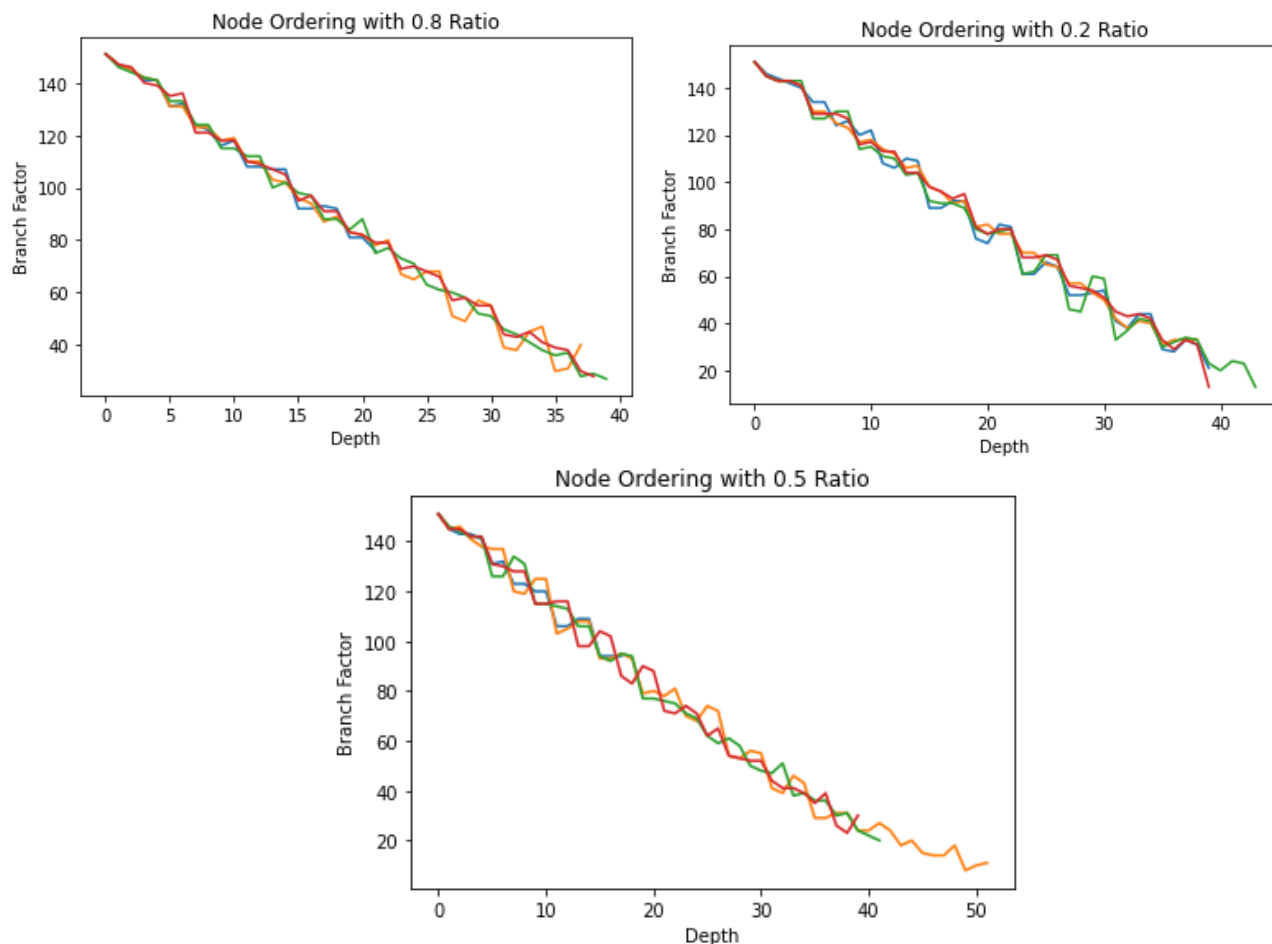 Node Ordering with 0.8 Ratio
140
120
100
80
60
40
Branch Factor
0 5 10 15 20 25 30 35 40
Depth
Node Ordering with 0.2 Ratio
140
120
100
80
60
40
20
Branch Factor
0 10 20 30 40
Depth
Node Ordering with 0.5 Ratio
140
120
100
80
60
40
20
Branch Factor
0 10 20 30 40 50
Depth